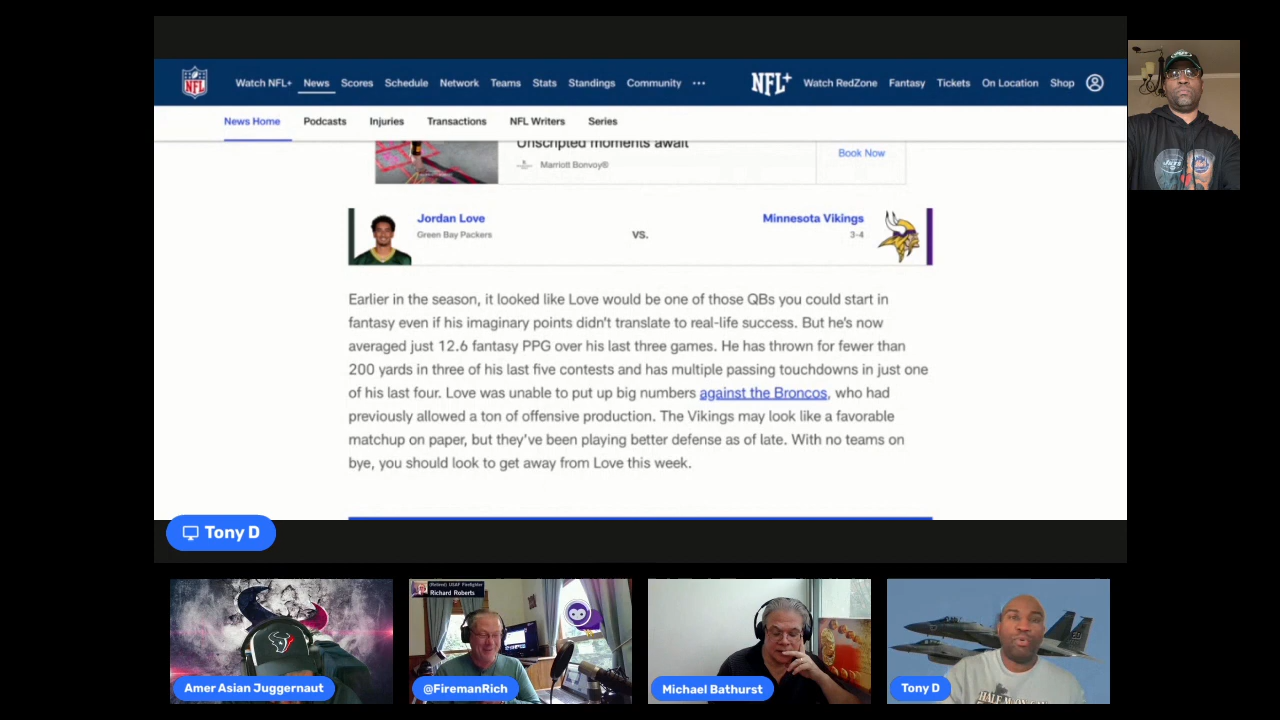 NFL
Watch NFL+ News Scores Schedule Network Teams Stats Standings Community ...
NFL+ Watch RedZone Fantasy Tickets On Location Shop
News Home Podcasts Injuries Transactions NFL Writers Series
Unscripted moments await
Marriott Bonvoy®
Book Now
Jordan Love
Green Bay Packers
VS.
Minnesota Vikings
3-4
Earlier in the season, it looked like Love would be one of those QBs you could start in
fantasy even if his imaginary points didn't translate to real-life success. But he's now
averaged just 12.6 fantasy PPG over his last three games. He has thrown for fewer than
200 yards in three of his last five contests and has multiple passing touchdowns in just one
of his last four. Love was unable to put up big numbers against the Broncos, who had
previously allowed a ton of offensive production. The Vikings may look like a favorable
matchup on paper, but they've been playing better defense as of late. With no teams on
bye, you should look to get away from Love this week.
JETS
Tony D
(Retired) USAF Firefighter
Richard Roberts
Amer Asian Juggernaut
@FiremanRich
Michael Bathurst
Tony D